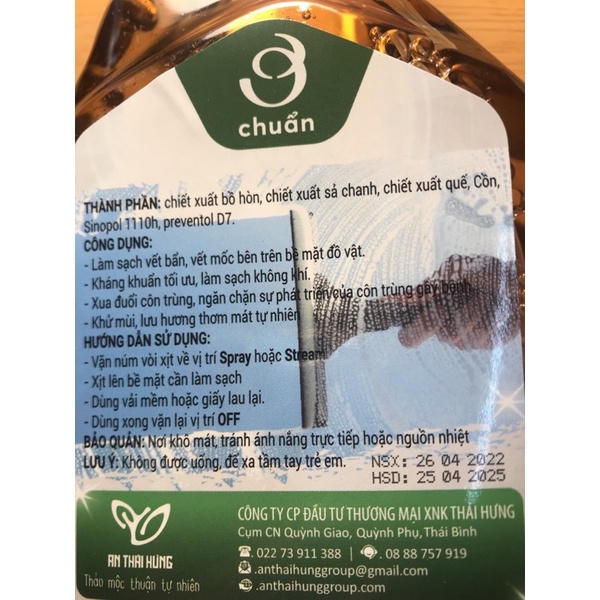 chuẩn
THÀNH PHẦN: chiết xuất bồ hòn, chiết xuất sả chanh, chiết xuất quế, Cồn,
Sinopol 1110h, preventol D7.
CÔNG DỤNG:
- Làm sạch vết bẩn, vết mốc bên trên bề mặt đồ vật.
- Kháng khuẩn tối ưu, làm sạch không khí.
- Xua đuổi côn trùng, ngăn chặn sự phát triển của côn trùng gây bệnh
- Khử mùi, lưu hương thơm mát tự nhiên
HƯỚNG DẪN SỬ DỤNG:
- Vặn núm vòi xịt về vị trí Spray hoặc Stream
- Xịt lên bề mặt cần làm sạch
- Dùng vải mềm hoặc giấy lau lại.
- Dùng xong vặn lại vị trí OFF
BẢO QUẢN: Nơi khô mát, tránh ánh nắng trực tiếp hoặc nguồn nhiệt
LƯU Ý: Không được uống, để xa tầm tay trẻ em.
NSX: 26 04 2022
HSD: 25 04 2025
AN THAI HƯNG
Thảo mộc thuận tự nhiên
CÔNG TY CP ĐẦU TƯ THƯƠNG MẠI XNK THÁI HƯNG
Cụm CN Quỳnh Giao, Quỳnh Phụ, Thái Bình
. 022 73 911 388 | . 08 88 757 919
.anthaihunggroup@gmail.com
.anthaihunggroup.com